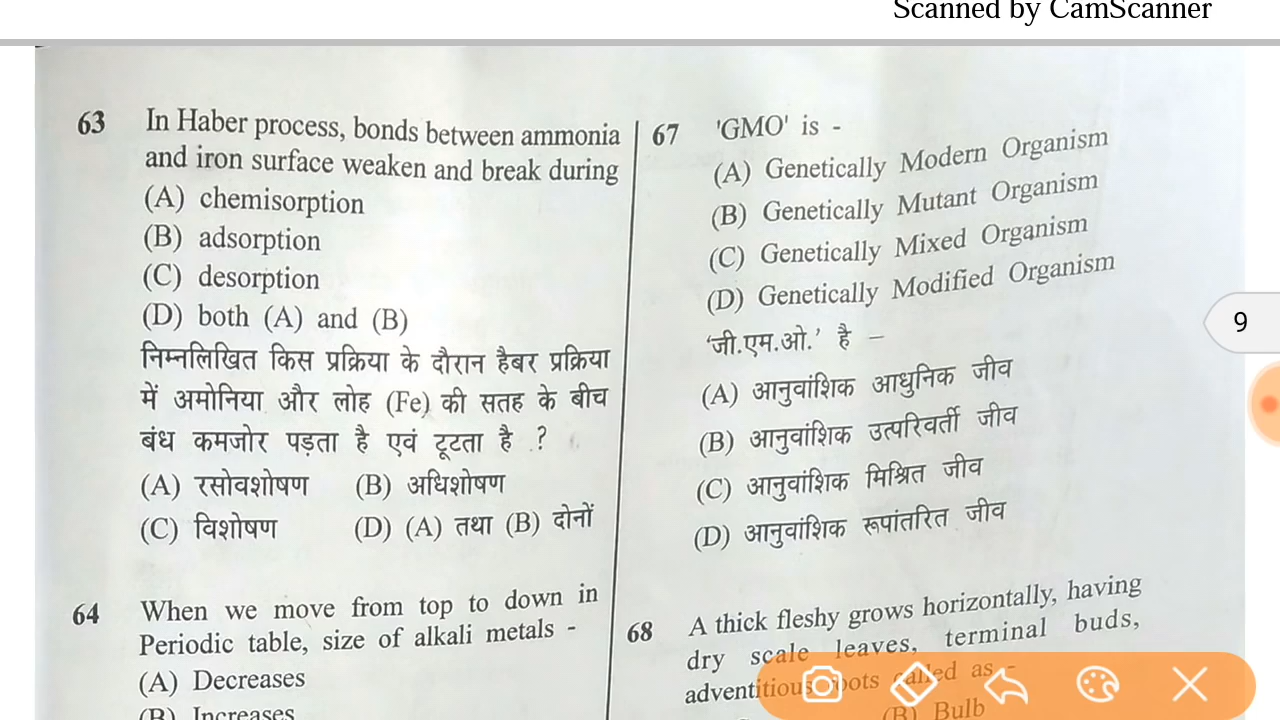 Scanned by CamScanner
63 In Haber process, bonds between ammonia
and iron surface weaken and break during
(A) chemisorption
(B) adsorption
(C) desorption
(D) both (A) and (B)
निम्नलिखित किस प्रक्रिया के दौरान हैबर प्रक्रिया
में अमोनिया और लोह (Fe) की सतह के बीच
बंध कमजोर पड़ता है एवं टूटता है ?
(A) रसोवशोषण (B) अधिशोषण
(C) विशोषण (D) (A) तथा (B) दोनों
64 When we move from top to down in
Periodic table, size of alkali metals -
(A) Decreases
(B) Increases
67 'GMO' is -
(A) Genetically Modern Organism
(B) Genetically Mutant Organism
(C) Genetically Mixed Organism
(D) Genetically Modified Organism
‘जी.एम.ओ.’ है –
(A) आनुवांशिक आधुनिक जीव
(B) आनुवांशिक उत्परिवर्ती जीव
(C) आनुवांशिक मिश्रित जीव
(D) आनुवांशिक रूपांतरित जीव
68 A thick fleshy grows horizontally, having
dry scale leaves, terminal buds,
adventitious roots called as -
(B) Bulb
9